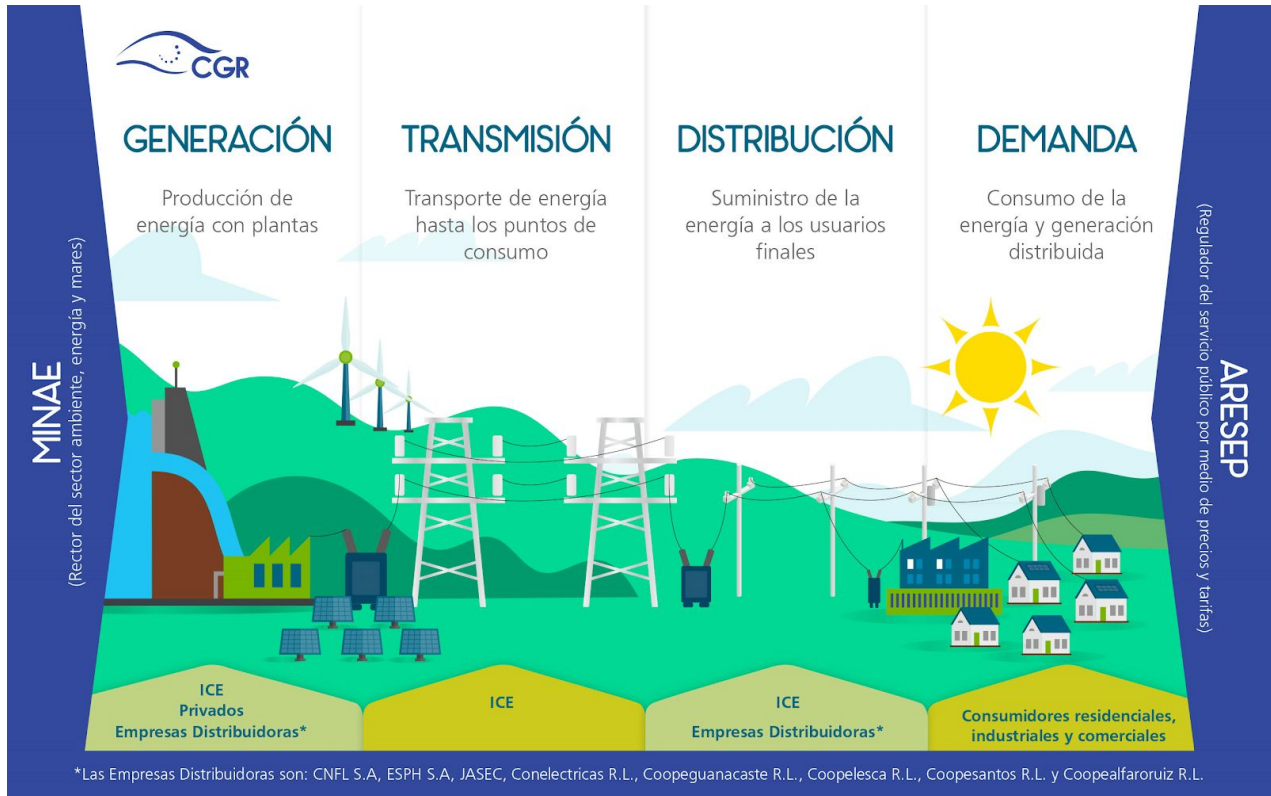 CGR
GENERACIÓN
Producción de
energía con plantas
TRANSMISIÓN
Transporte de energía
hasta los puntos de
consumo
DISTRIBUCIÓN
Suministro de la
energía a los usuarios
finales
DEMANDA
Consumo de la
energía y generación
distribuida
MINAE
(Rector del sector ambiente, energía y mares)
ARESEP
(Regulador del servicio público por medio de precios y tarifas)
ICE
Privados
Empresas Distribuidoras*
ICE
ICE
Empresas Distribuidoras*
Consumidores residenciales,
industriales y comerciales
*Las Empresas Distribuidoras son: CNFL S.A, ESPH S.A, JASEC, Conelectricas R.L., Coopeguanacaste R.L., Coopelesca R.L., Coopesantos R.L. y Coopealfaroruiz R.L.